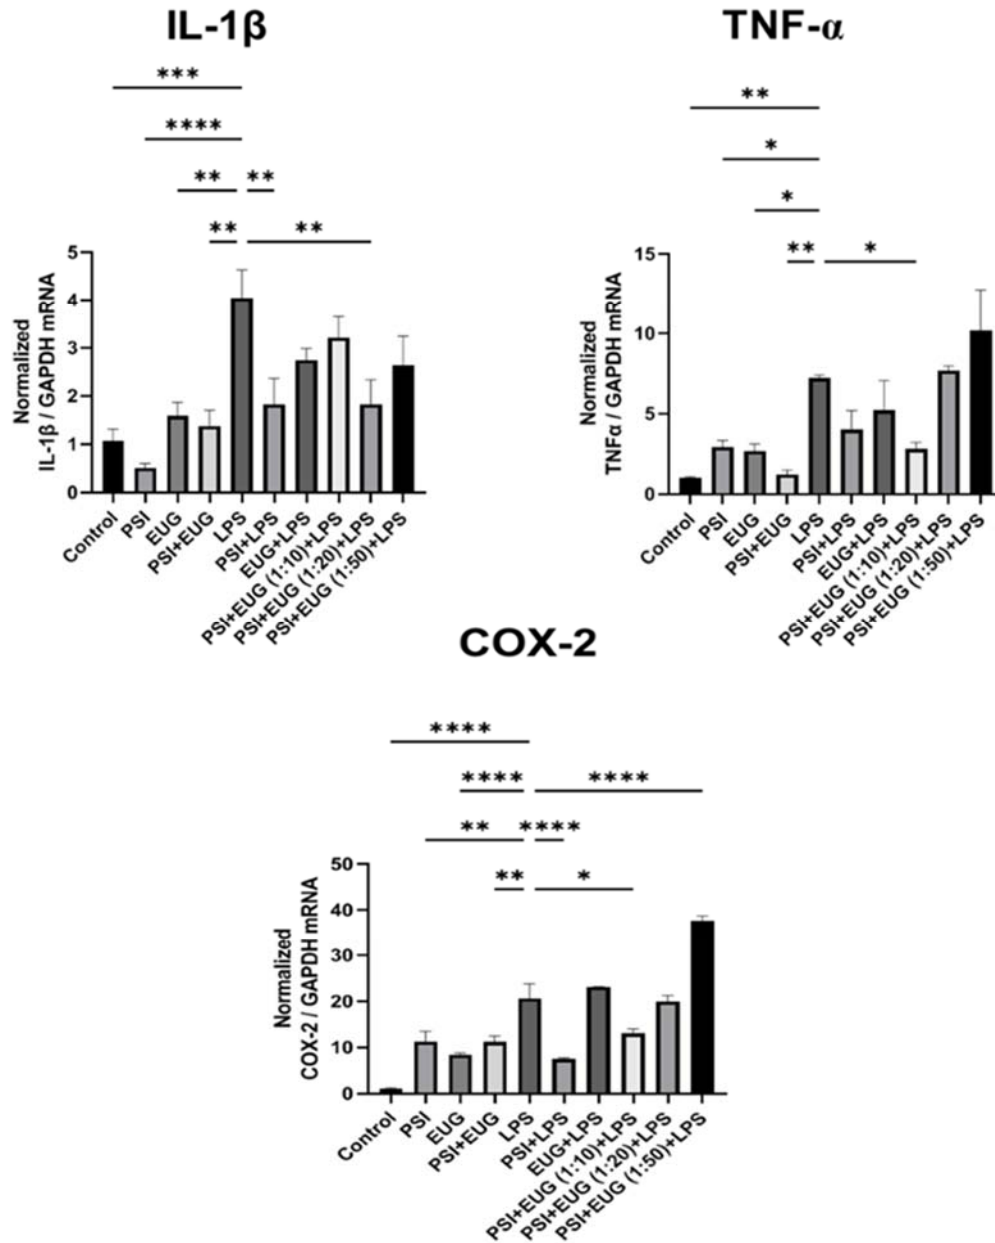 IL-1β
***
****
** **
** **
Normalized
IL-1β / GAPDH mRNA
5
4
3
2
1
0
Control
PSI
EUG
PSI+EUG
LPS
PSI+LPS
EUG+LPS
PSI+EUG (1:10)+LPS
PSI+EUG (1:20)+LPS
PSI+EUG (1:50)+LPS
TNF-α
**
*
*
** *
Normalized
TNFα / GAPDH mRNA
15
10
5
0
Control
PSI
EUG
PSI+EUG
LPS
PSI+LPS
EUG+LPS
PSI+EUG (1:10)+LPS
PSI+EUG (1:20)+LPS
PSI+EUG (1:50)+LPS
COX-2
****
**** ****
** ****
** *
Normalized
COX-2 / GAPDH mRNA
50
40
30
20
10
0
Control
PSI
EUG
PSI+EUG
LPS
PSI+LPS
EUG+LPS
PSI+EUG (1:10)+LPS
PSI+EUG (1:20)+LPS
PSI+EUG (1:50)+LPS